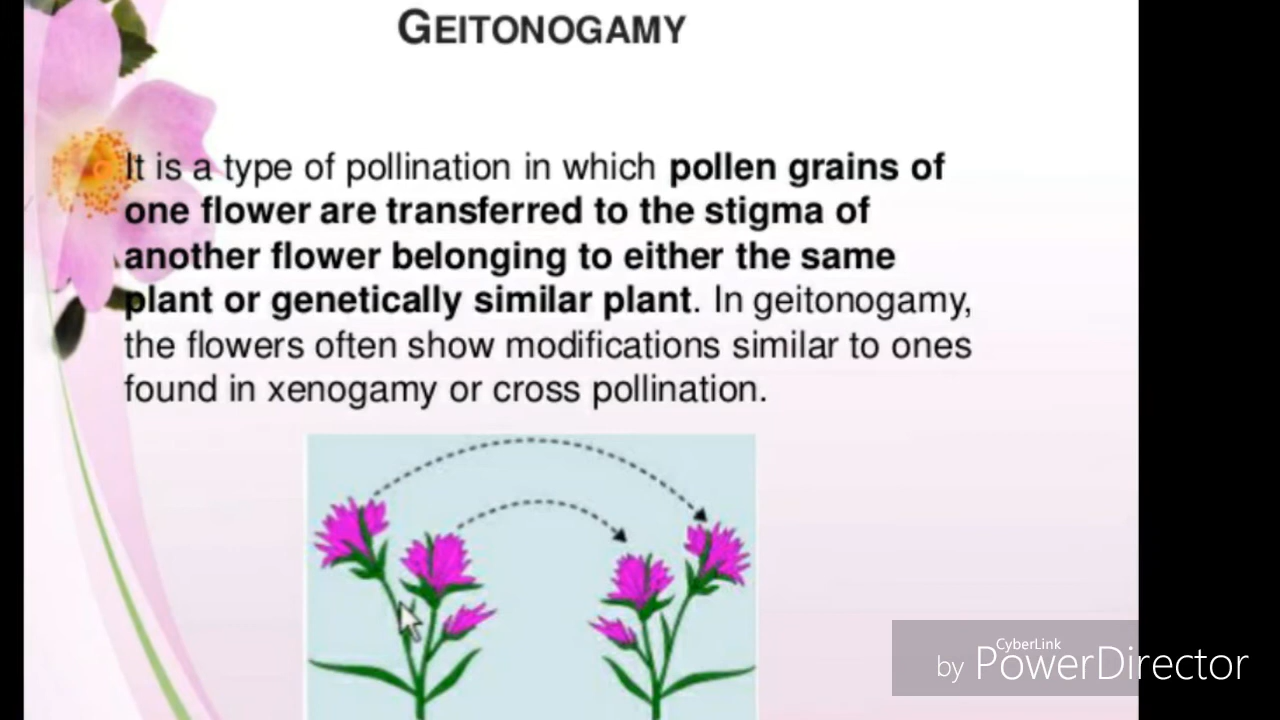 GEITONOGAMY
It is a type of pollination in which pollen grains of
one flower are transferred to the stigma of
another flower belonging to either the same
plant or genetically similar plant. In geitonogamy,
the flowers often show modifications similar to ones
found in xenogamy or cross pollination.
CyberLink
by PowerDirector